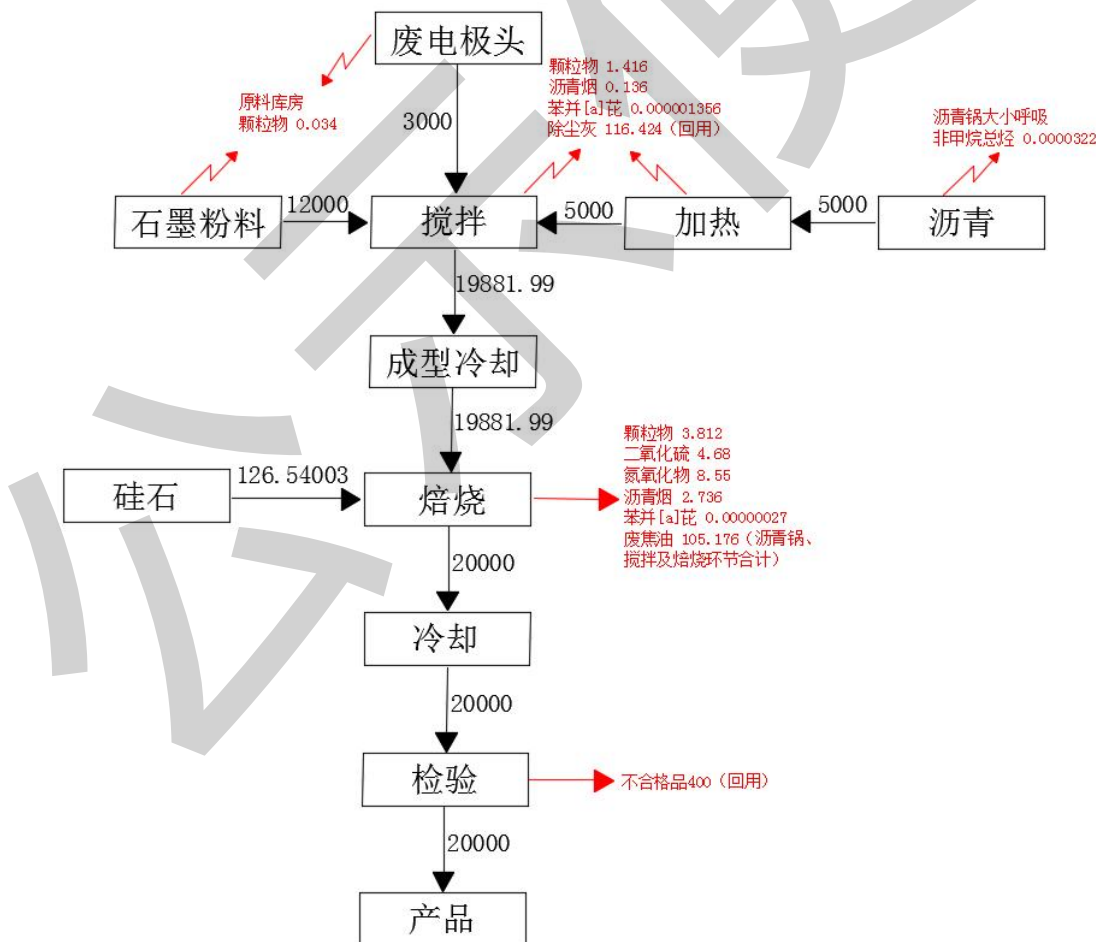 废电极头
颗粒物 1.416
沥青烟 0.136
苯并[a]芘 0.000001356
除尘灰 116.424（回用）
原料库房
颗粒物 0.034
3000
沥青锅大小呼吸
非甲烷总烃 0.0000322
石墨粉料
12000
搅拌
5000
加热
5000
沥青
19881.99
成型冷却
19881.99
硅石
126.54003
焙烧
颗粒物 3.812
二氧化硫 4.68
氮氧化物 8.55
沥青烟 2.736
苯并[a]芘 0.00000027
废焦油 105.176（沥青锅、
搅拌及焙烧环节合计）
20000
冷却
20000
检验
不合格品400（回用）
20000
产品